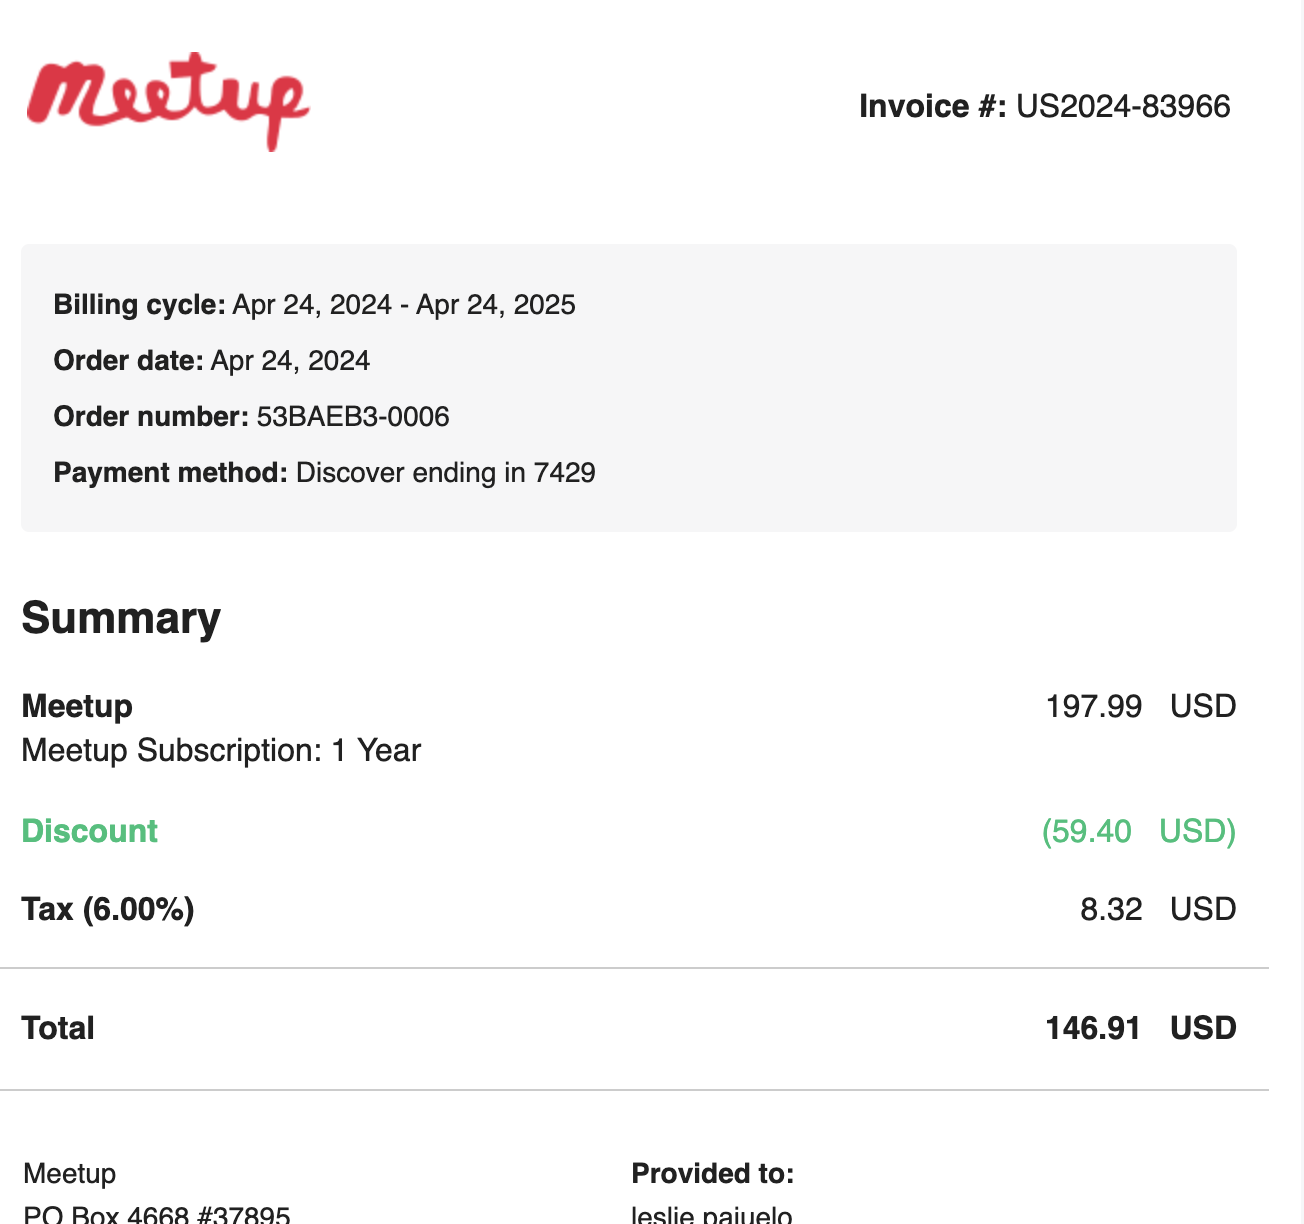 Meetup
Invoice #: US2024-83966
Billing cycle: Apr 24, 2024 - Apr 24, 2025
Order date: Apr 24, 2024
Order number: 53BAEB3-0006
Payment method: Discover ending in 7429
Summary
Meetup 197.99 USD
Meetup Subscription: 1 Year
Discount (59.40 USD)
Tax (6.00%) 8.32 USD
Total 146.91 USD
Meetup Provided to:
PO Box 4668 #37895 leslie pajuelo